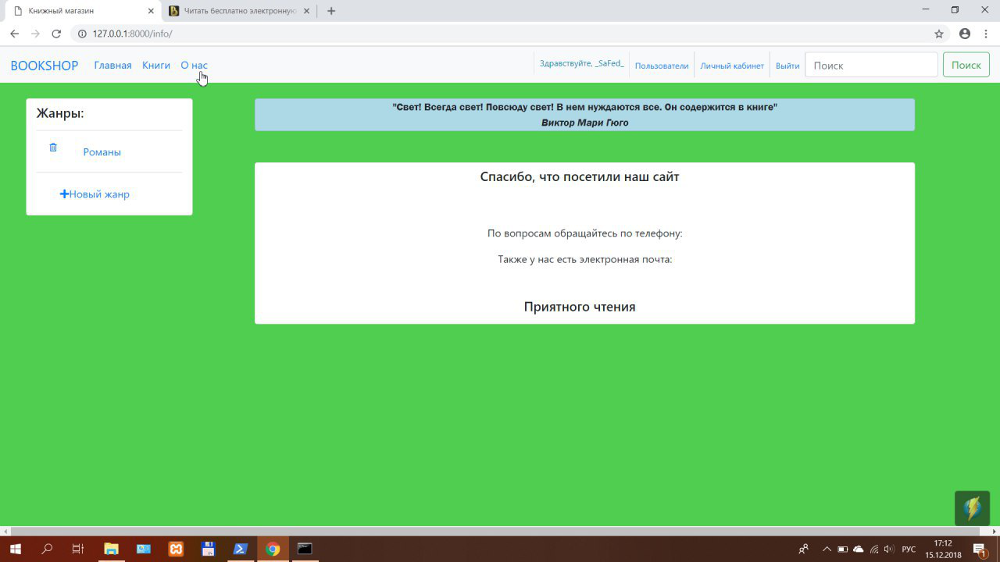 Книжный магазин
Читать бесплатно электронную
127.0.0.1:8000/info/
BOOKSHOP Главная Книги О нас Здравствуйте, _SaFed_ Пользователи Личный кабинет Выйти Поиск Поиск
Жанры:
Романы
Новый жанр
"Свет! Всегда свет! Повсюду свет! В нем нуждаются все. Он содержится в книге"
Виктор Мари Гюго
Спасибо, что посетили наш сайт
По вопросам обращайтесь по телефону:
Также у нас есть электронная почта:
Приятного чтения
РУС
17:12
15.12.2018
1